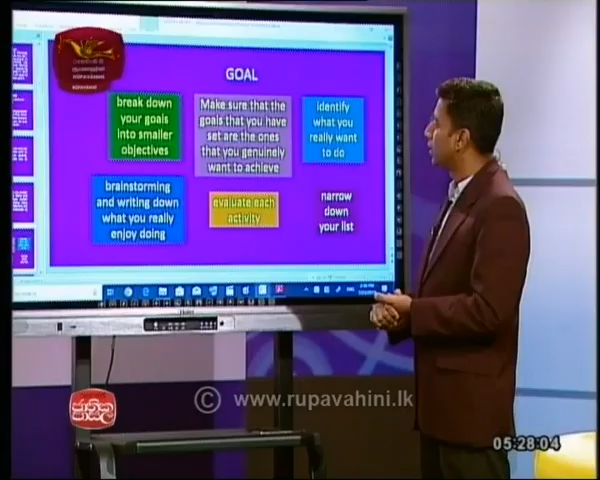 GOAL
break down
your goals
into smaller
objectives
Make sure that the
goals that you have
set are the ones
that you genuinely
want to achieve
identify
what you
really want
to do
brainstorming
and writing down
what you really
enjoy doing
evaluate each
activity
narrow
down
your list
Haier
© www.rupavahini.lk
05:28:04